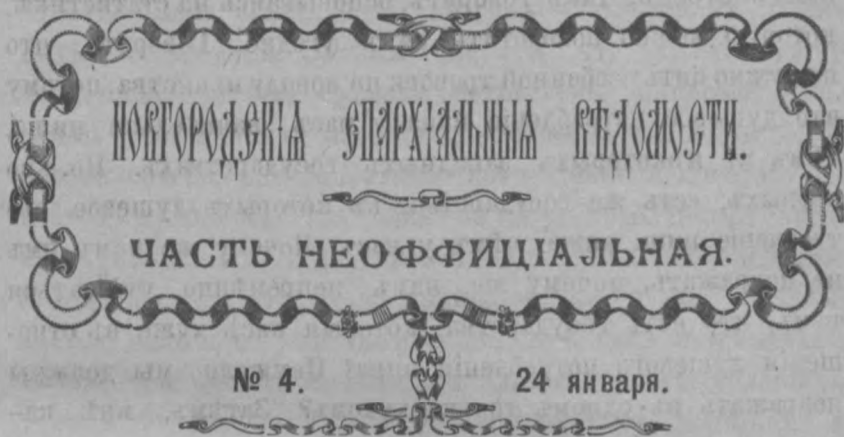 НОВГОРОДСКІЯ ЕПАРХІАЛЬНЫЯ ВѢДОМОСТИ.
ЧАСТЬ НЕОФФИЦІАЛЬНАЯ.
№ 4. 24 января.